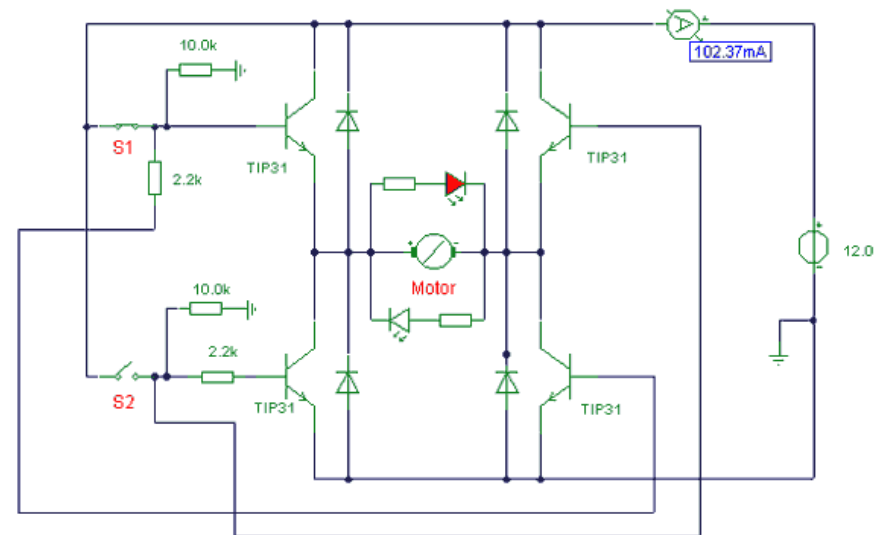 A
102.37mA
10.0k
S1
TIP31
TIP31
2.2k
12.0
Motor
10.0k
2.2k
S2
TIP31
TIP31